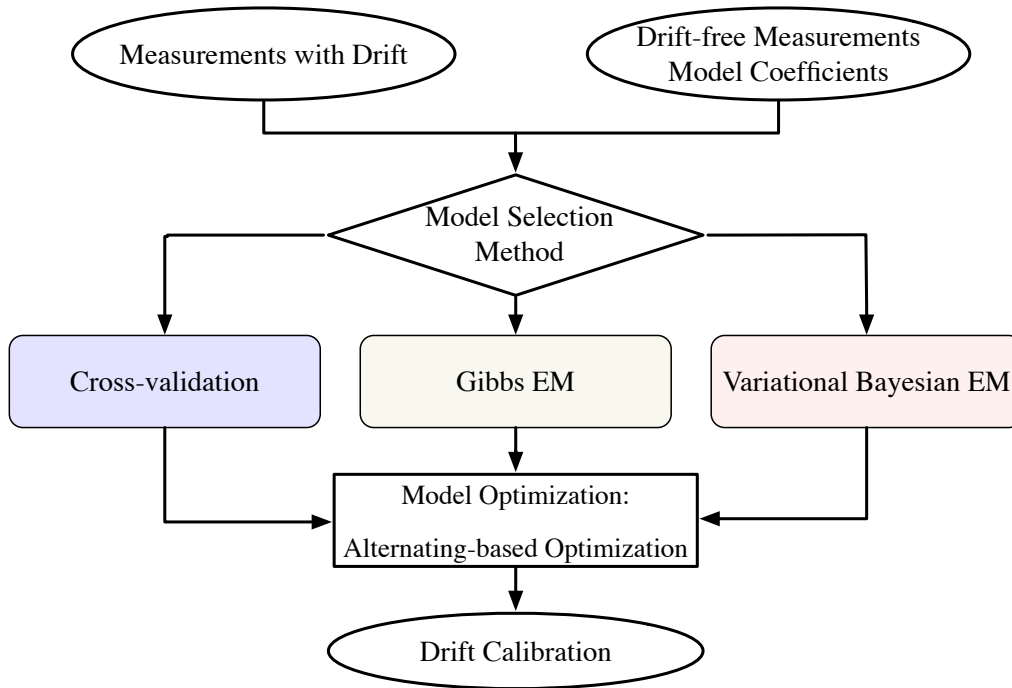 Measurements with Drift
Drift-free Measurements
Model Coefficients
Model Selection
Method
Cross-validation
Gibbs EM
Variational Bayesian EM
Model Optimization:
Alternating-based Optimization
Drift Calibration